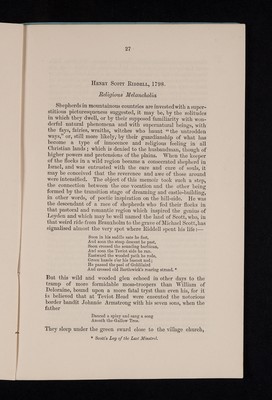 27
HENRY SCOTT RIDDELL, 1798.
Religious Melancholia
Shepherds in mountainous countries are invested with a super-
stitious picturesqueness suggested, it may be, by the solitudes
in which they dwell, or by their supposed familiarity with won-
derful natural phenomena and with supernatural beings, with
the fays, fairies, wraiths, witches who haunt "the untrodden
ways," or, still more likely, by their guardianship of what has
become a type of innocence and religious feeling in all
Christian lands; which is denied to the husbandman, though of
higher powers and pretensions of the plains. When the keeper
of the flocks in a wild region became a consecrated shepherd in
Israel, and was entrusted with the care and cure of souls, it
may be conceived that the reverence and awe of those around
were intensified. The object of this memoir took such a step,
the connection between the one vocation and the other being
formed by the transition stage of dreaming and castle-building,
in other words, of poetic inspiration on the hill-side. He was
the descendant of a race of shepherds who fed their flocks in
that pastoral and romantic region which inspired the genius of
Leyden and which may be well named the land of Scott, who, in
that weird ride from Branxholm to the grave of Michael Scott, has
signalised almost the very spot where Riddell spent his life:—
Soon in his saddle sate he fast,
And soon the steep descent he past,
Soon crossed the sounding barbican,
And soon the Teviot side he ran.
Eastward the wooded path he rode,
Green hazels o'er his basnet nod;
He passed the peel of Goldiland
And crossed old Borthwick's roaring strand.*
But this wild and wooded glen echoed in other days to the
tramp of more formidable moss-troopers than William of
Deloraine, bound upon a more fatal tryst than even his, for it
is believed that at Teviot Head were executed the notorious
border bandit Johnnie Armstrong with his seven sons, when the
father
Danced a spring and sang a song
Aneath the Gallow Tree.
They sleep under the green sward close to the village church,
* Scott's Lay of the Last Minstrel.